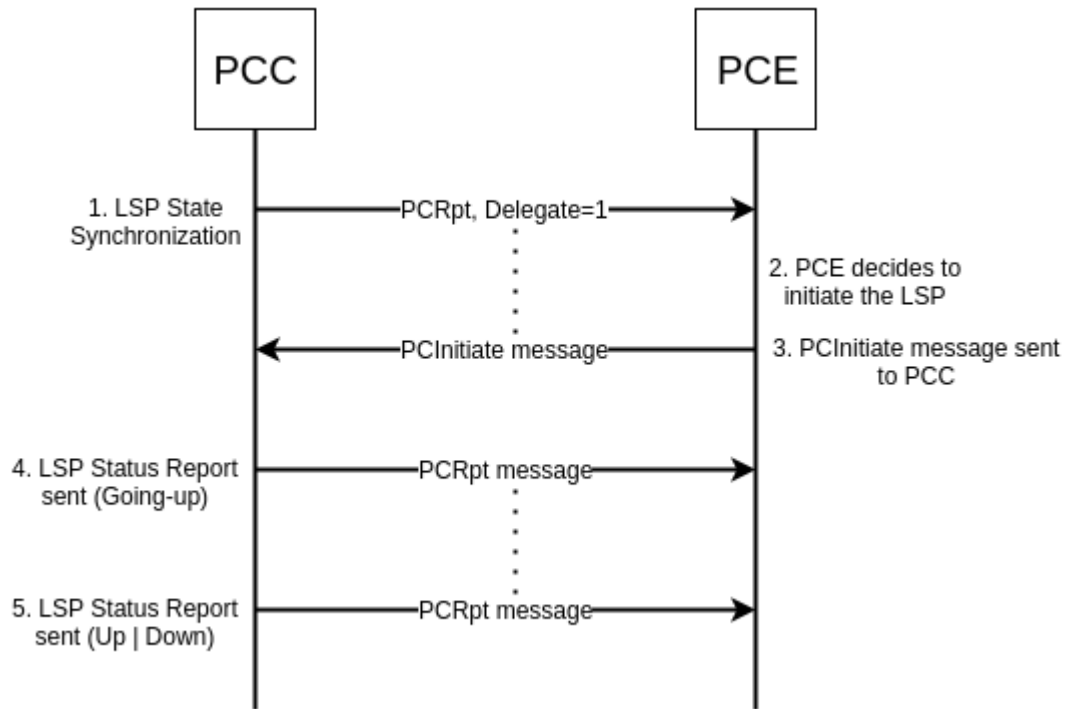 PCC
PCE
1. LSP State
Synchronization
PCRpt, Delegate=1
2. PCE decides to
initiate the LSP
PCInitiate message
3. PCInitiate message sent
to PCC
4. LSP Status Report
sent (Going-up)
PCRpt message
5. LSP Status Report
sent (Up | Down)
PCRpt message